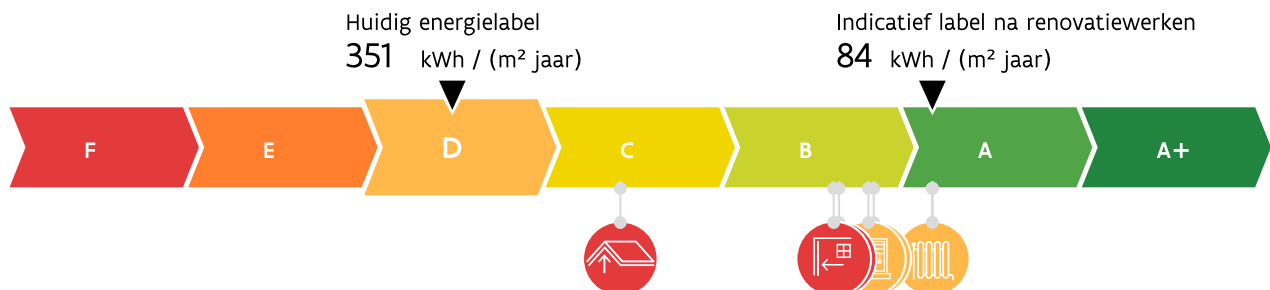 Huidig energielabel
351 kWh / (m² jaar)
Indicatief label na renovatiewerken
84 kWh / (m² jaar)
F
E
D
C
B
A
A+